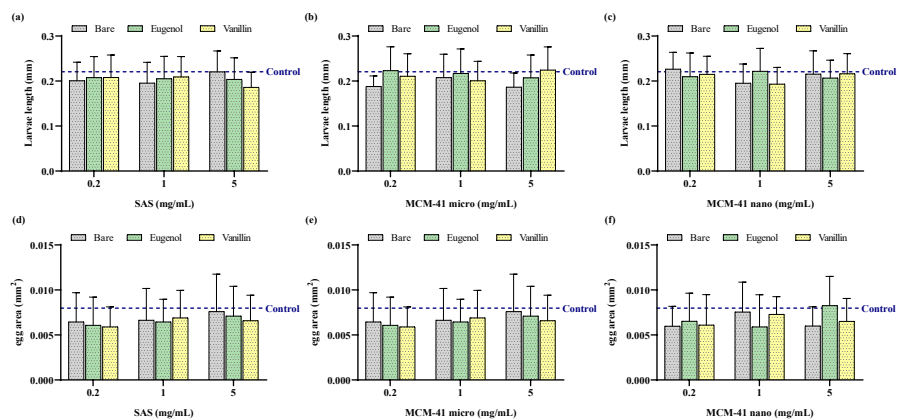 (a)
Bare Eugenol Vanillin
Larvae length (mm)
0.3
0.2
0.1
0.0
Control
0.2 1 5
SAS (mg/mL)
(b)
Bare Eugenol Vanillin
Larvae length (mm)
0.3
0.2
0.1
0.0
Control
0.2 1 5
MCM-41 micro (mg/mL)
(c)
Bare Eugenol Vanillin
Larvae length (mm)
0.3
0.2
0.1
0.0
Control
0.2 1 5
MCM-41 nano (mg/mL)
(d)
Bare Eugenol Vanillin
egg area (mm²)
0.015
0.010
0.005
0.000
Control
0.2 1 5
SAS (mg/mL)
(e)
Bare Eugenol Vanillin
egg area (mm²)
0.015
0.010
0.005
0.000
Control
0.2 1 5
MCM-41 micro (mg/mL)
(f)
Bare Eugenol Vanillin
egg area (mm²)
0.015
0.010
0.005
0.000
Control
0.2 1 5
MCM-41 nano (mg/mL)